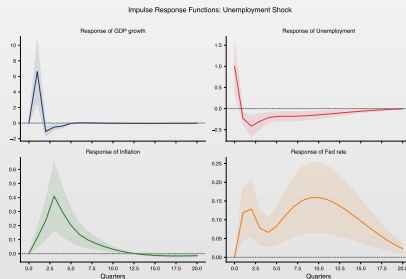 Impulse Response Functions: Unemployment Shock
Response of GDP growth
Response of Unemployment
10
8
6
4
2
0
−2
1.5
1.0
0.5
0.0
−0.5
Response of Inflation
Response of Fed rate
0.6
0.5
0.4
0.3
0.2
0.1
0.0
0.25
0.20
0.15
0.10
0.05
0.00
0.0 2.5 5.0 7.5 10.0 12.5 15.0 17.5 20.0
0.0 2.5 5.0 7.5 10.0 12.5 15.0 17.5 20.0
Quarters
Quarters